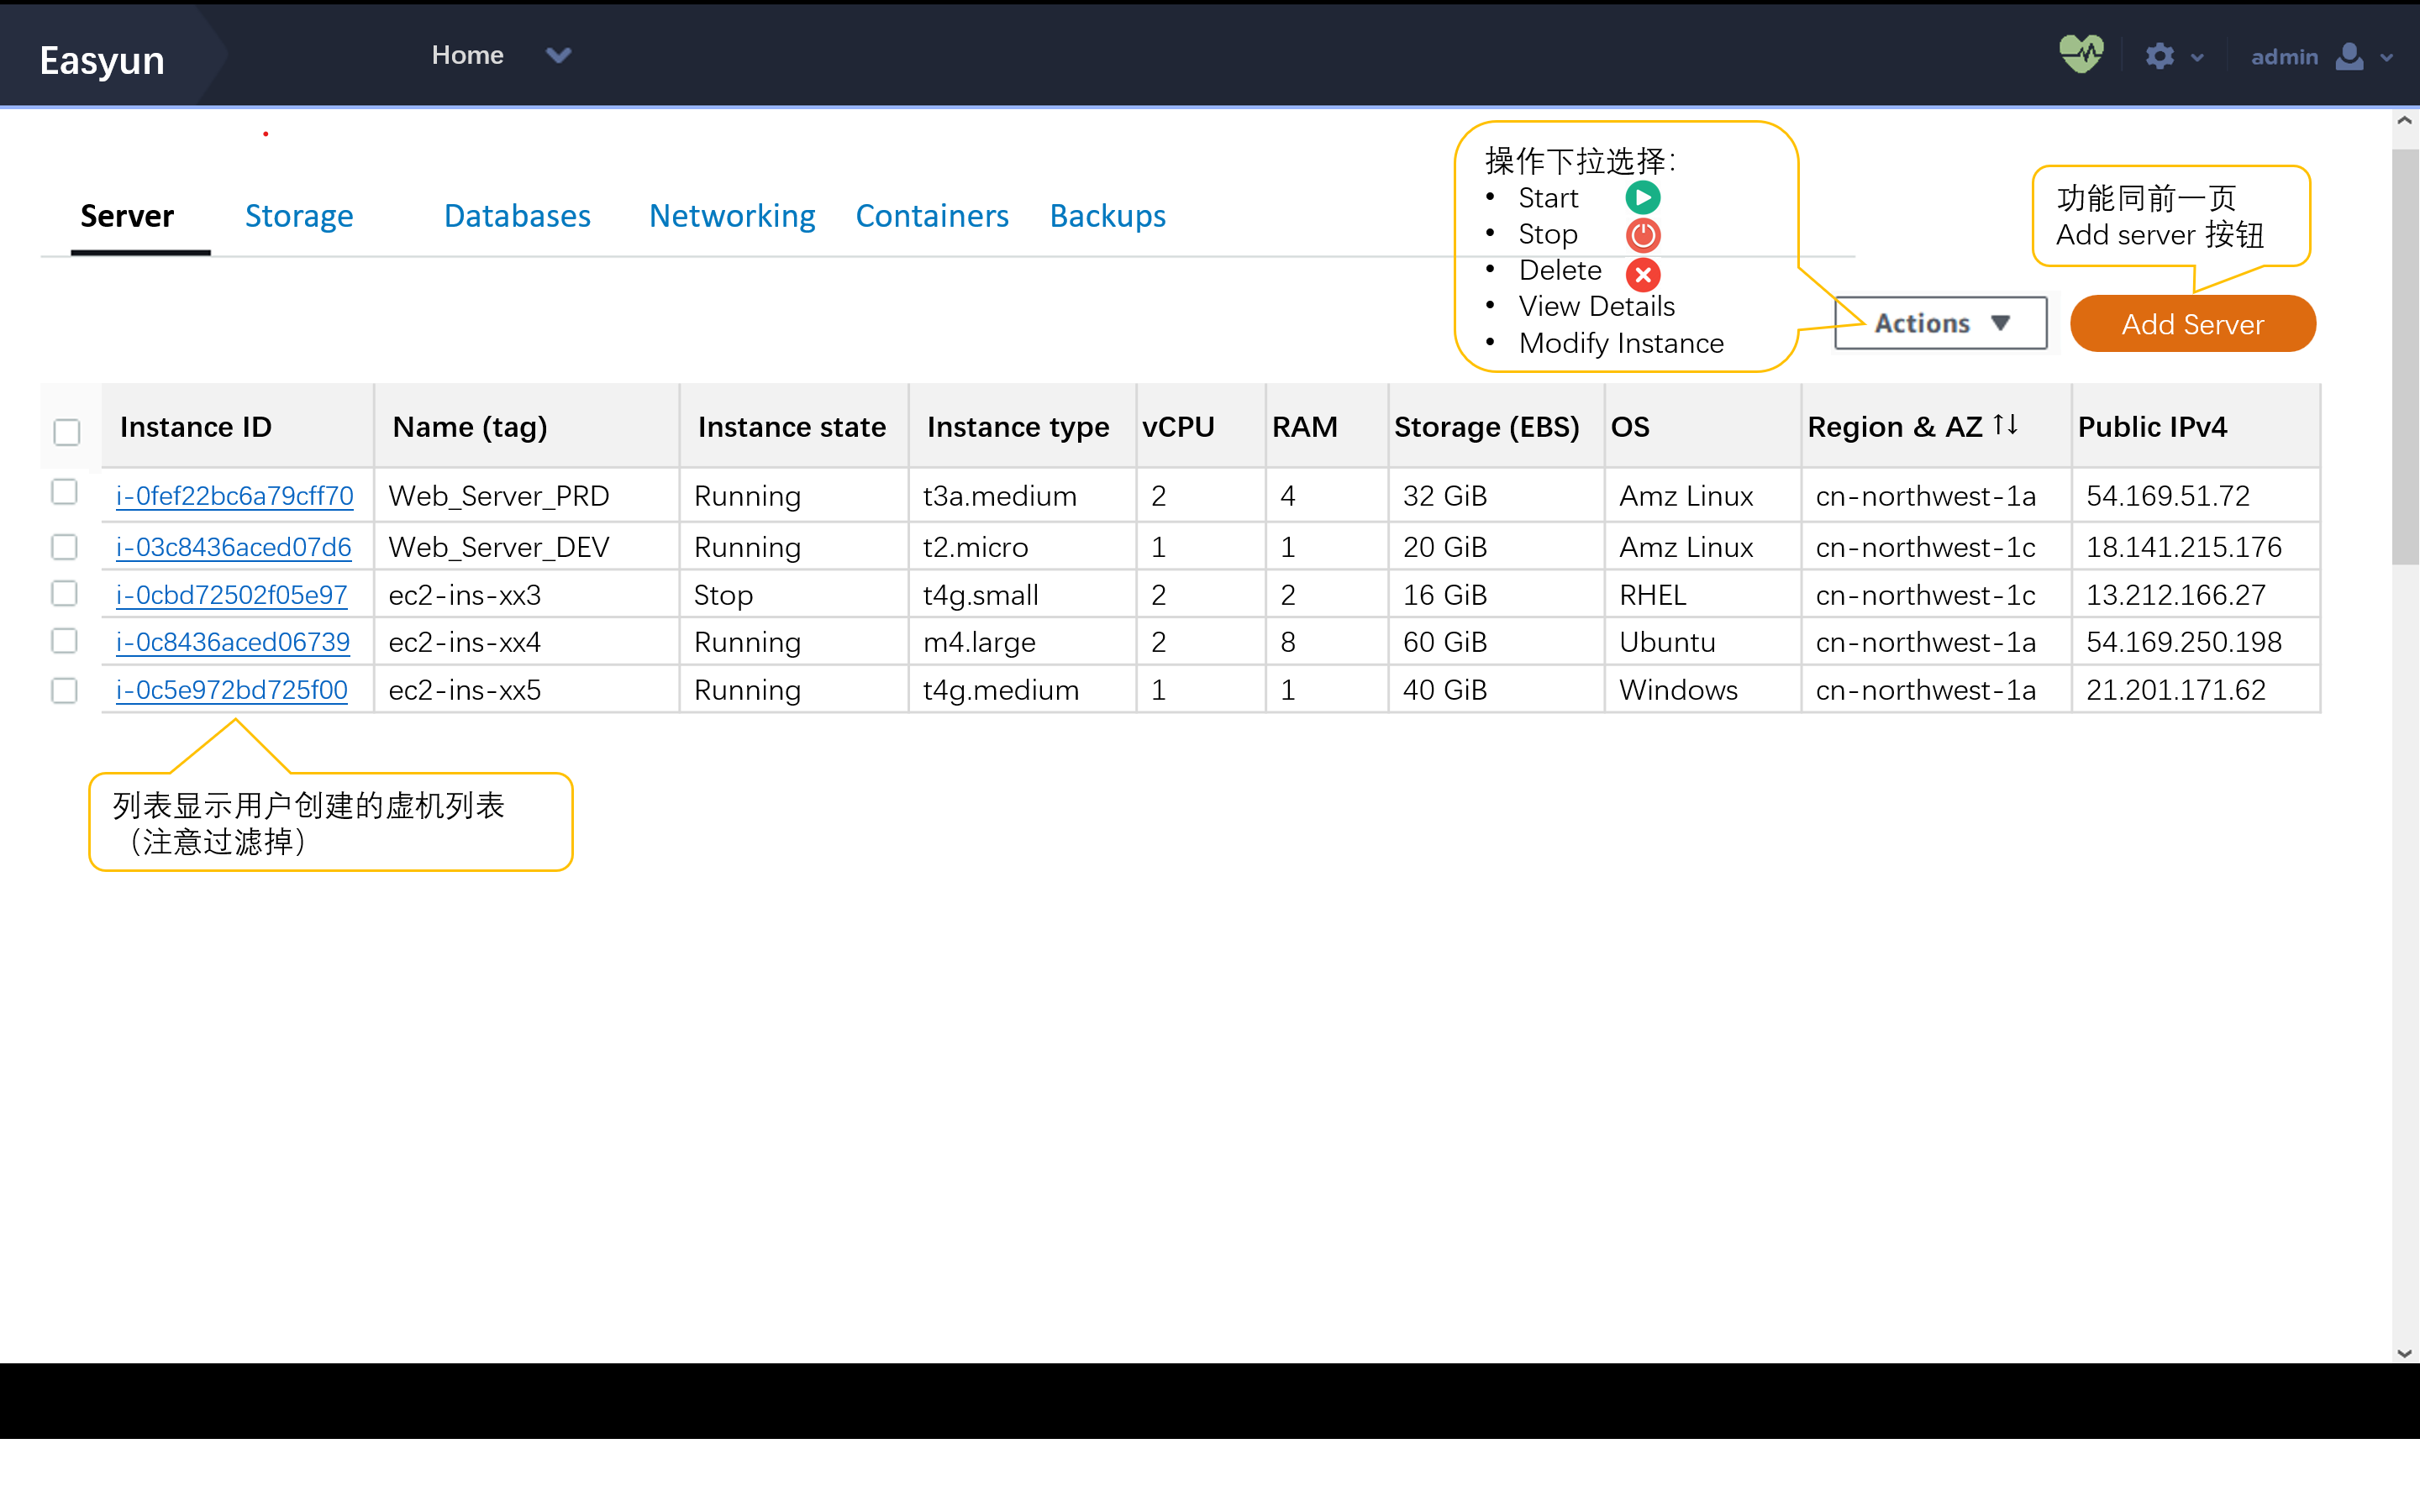 Easyun
Home
admin
操作下拉选择：
• Start
• Stop
• Delete
• View Details
• Modify Instance
功能同前一页
Add server 按钮
Server Storage Databases Networking Containers Backups
Actions ▼
Add Server
Instance ID Name (tag) Instance state Instance type vCPU RAM Storage (EBS) OS Region & AZ ↑↓ Public IPv4
i-0fef22bc6a79cff70 Web_Server_PRD Running t3a.medium 2 4 32 GiB Amz Linux cn-northwest-1a 54.169.51.72
i-03c8436aced07d6 Web_Server_DEV Running t2.micro 1 1 20 GiB Amz Linux cn-northwest-1c 18.141.215.176
i-0cbd72502f05e97 ec2-ins-xx3 Stop t4g.small 2 2 16 GiB RHEL cn-northwest-1c 13.212.166.27
i-0c8436aced06739 ec2-ins-xx4 Running m4.large 2 8 60 GiB Ubuntu cn-northwest-1a 54.169.250.198
i-0c5e972bd725f00 ec2-ins-xx5 Running t4g.medium 1 1 40 GiB Windows cn-northwest-1a 21.201.171.62
列表显示用户创建的虚机列表
（注意过滤掉）